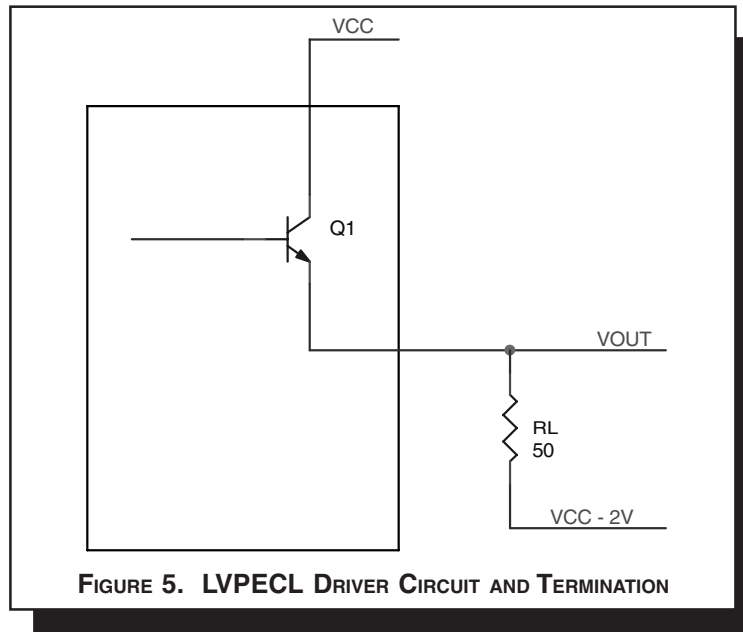 VCC
Q1
VOUT
RL
50
VCC - 2V
FIGURE 5. LVPECL DRIVER CIRCUIT AND TERMINATION